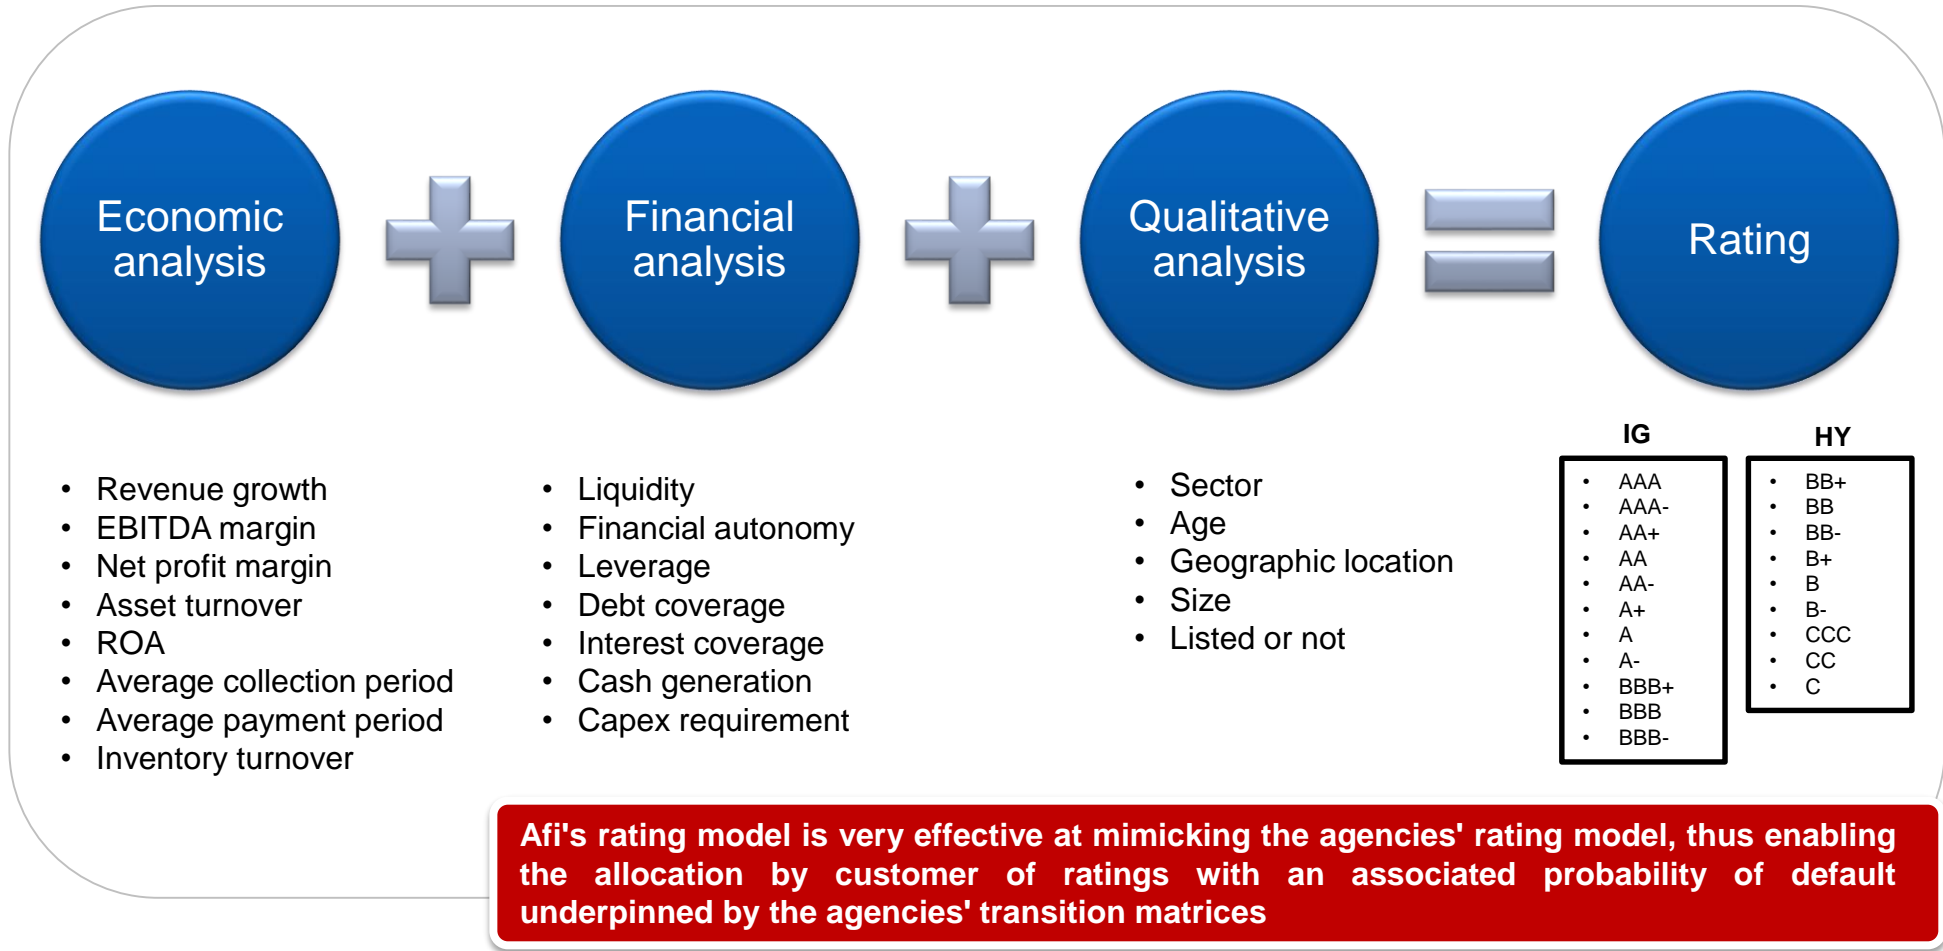 Economic
analysis
Financial
analysis
Qualitative
analysis
Rating
• Revenue growth
• EBITDA margin
• Net profit margin
• Asset turnover
• ROA
• Average collection period
• Average payment period
• Inventory turnover
• Liquidity
• Financial autonomy
• Leverage
• Debt coverage
• Interest coverage
• Cash generation
• Capex requirement
• Sector
• Age
• Geographic location
• Size
• Listed or not
IG
• AAA
• AAA-
• AA+
• AA
• AA-
• A+
• A
• A-
• BBB+
• BBB
• BBB-
HY
• BB+
• BB
• BB-
• B+
• B
• B-
• CCC
• CC
• C
Afi's rating model is very effective at mimicking the agencies' rating model, thus enabling
the allocation by customer of ratings with an associated probability of default
underpinned by the agencies' transition matrices